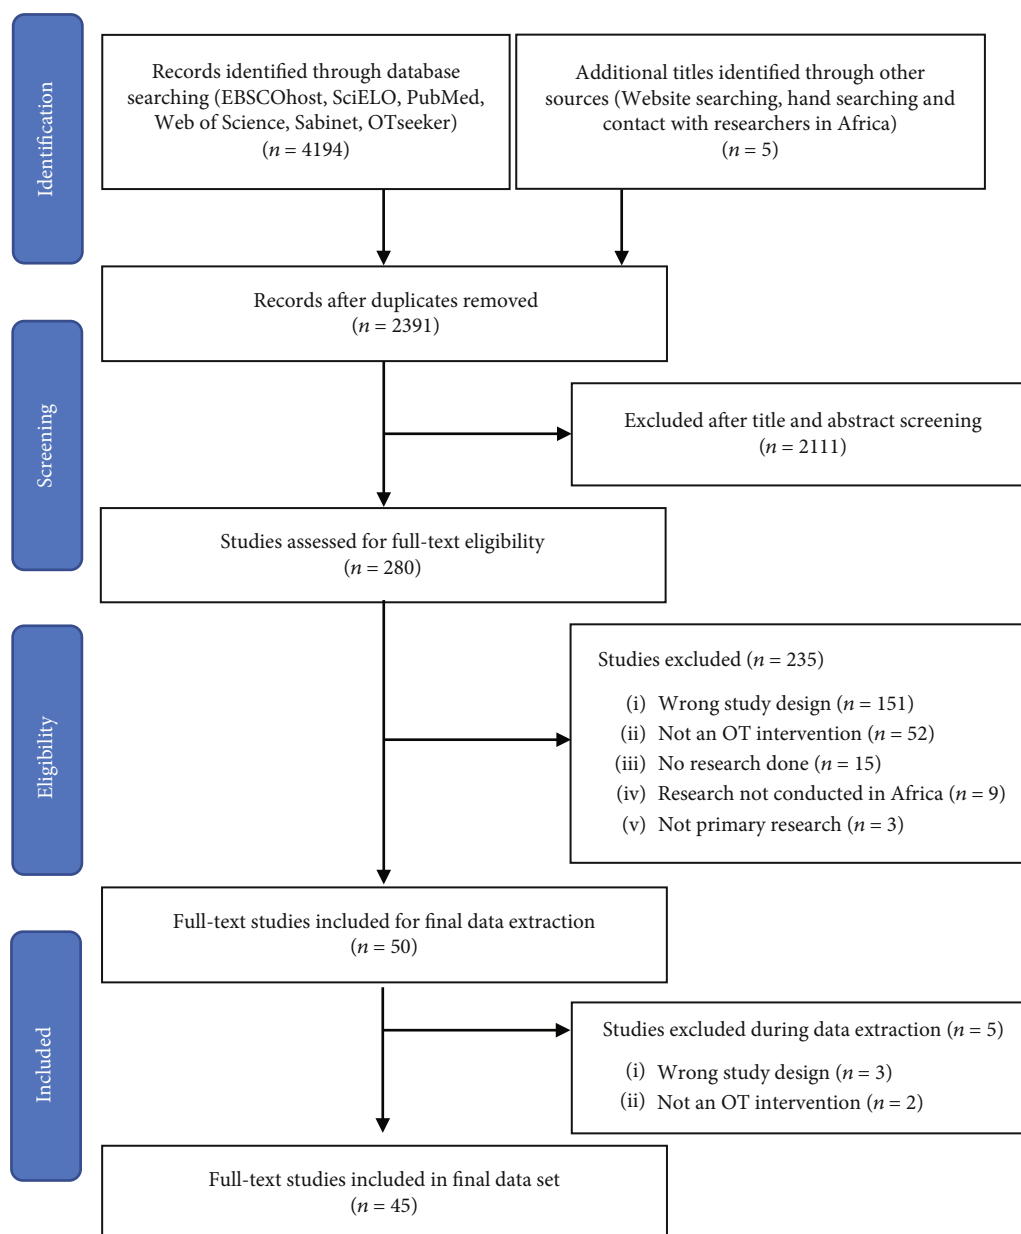 Identification
Records identified through database
searching (EBSCOhost, SciELO, PubMed,
Web of Science, Sabinet, OTseeker)
(n = 4194)
Additional titles identified through other
sources (Website searching, hand searching and
contact with researchers in Africa)
(n = 5)
Records after duplicates removed
(n = 2391)
Screening
Excluded after title and abstract screening
(n = 2111)
Studies assessed for full-text eligibility
(n = 280)
Eligibility
Studies excluded (n = 235)
(i) Wrong study design (n = 151)
(ii) Not an OT intervention (n = 52)
(iii) No research done (n = 15)
(iv) Research not conducted in Africa (n = 9)
(v) Not primary research (n = 3)
Full-text studies included for final data extraction
(n = 50)
Included
Studies excluded during data extraction (n = 5)
(i) Wrong study design (n = 3)
(ii) Not an OT intervention (n = 2)
Full-text studies included in final data set
(n = 45)